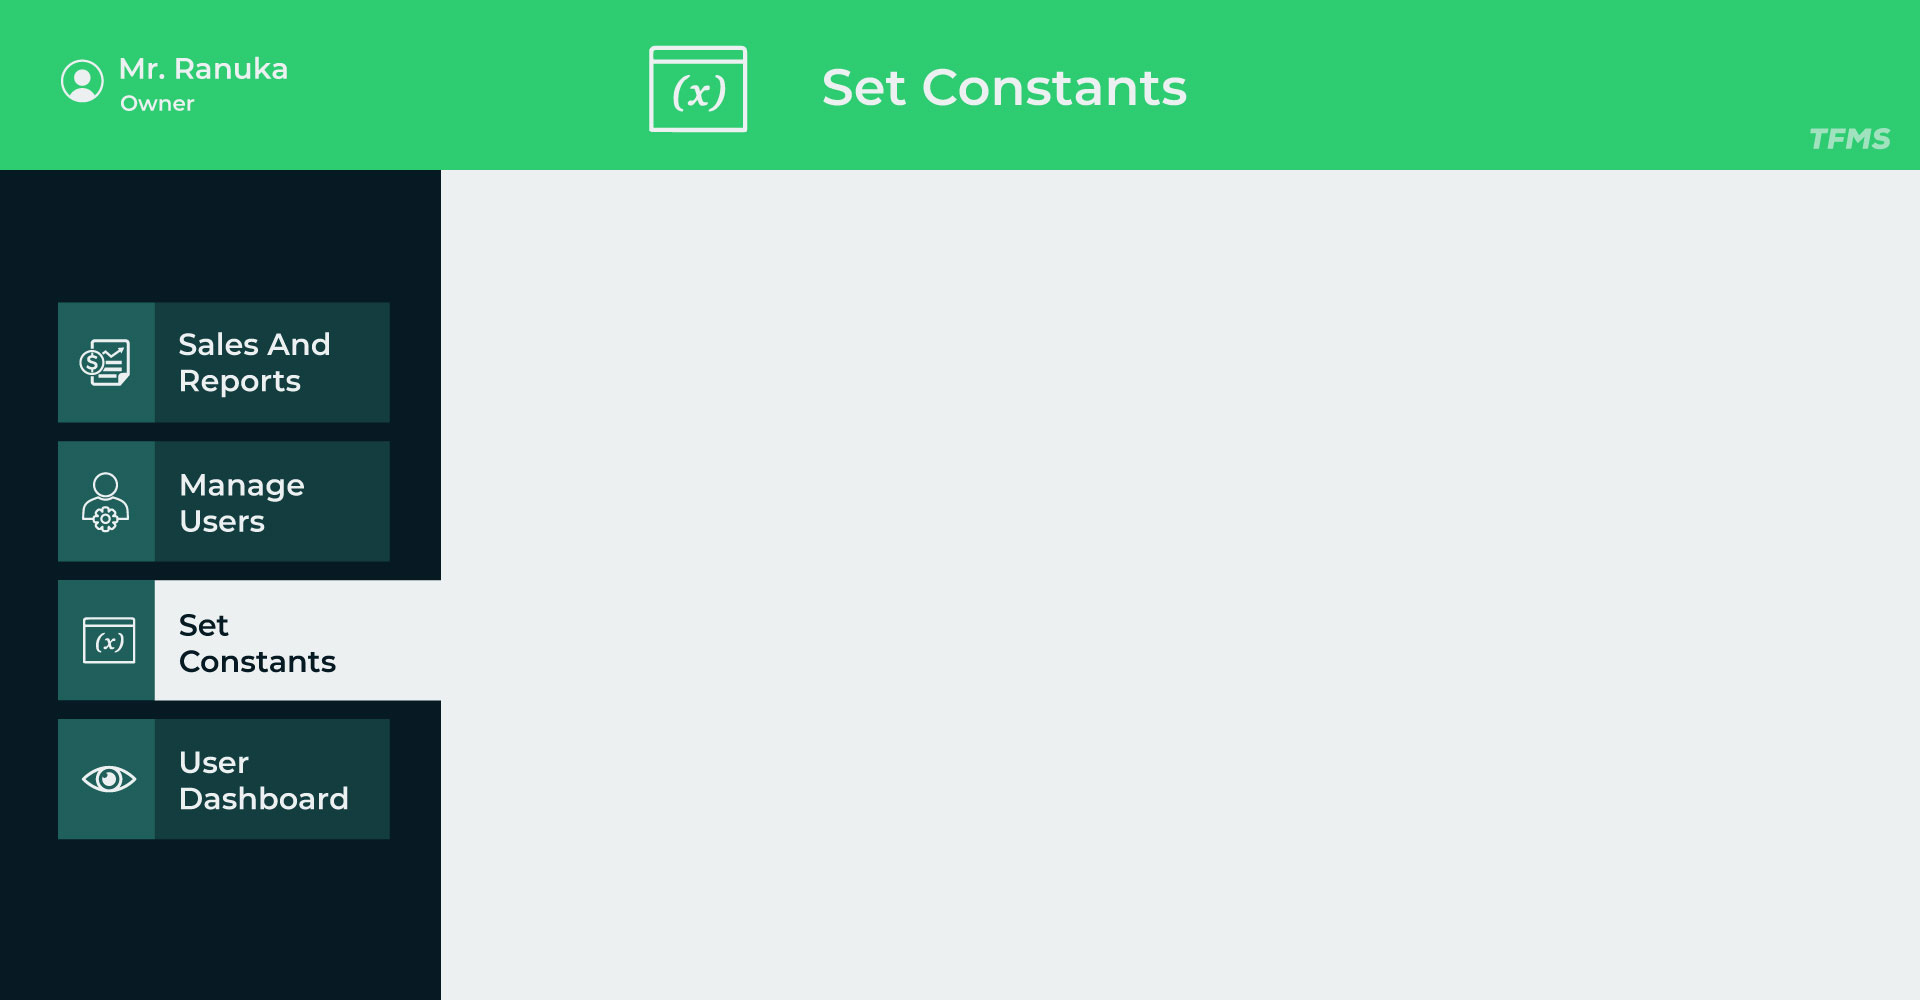 Mr. Ranuka
Owner
(x)
Set Constants
TFMS
$
Sales And
Reports
Manage
Users
(x)
Set
Constants
User
Dashboard